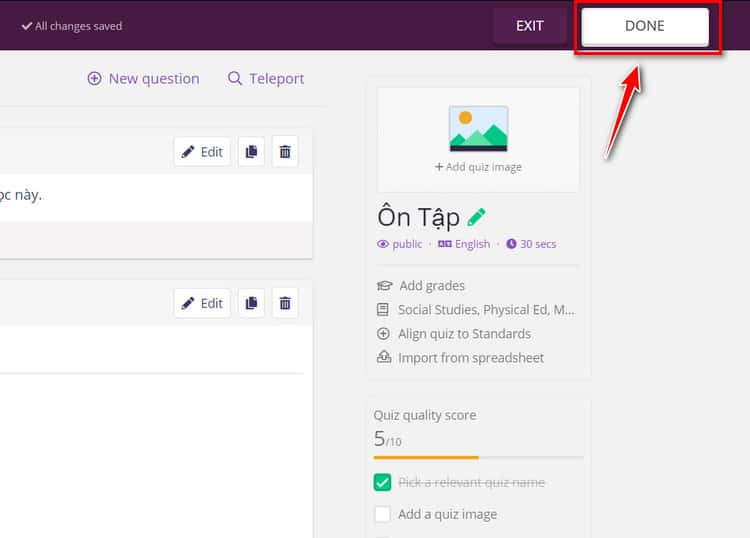 All changes saved
EXIT
DONE
New question
Teleport
Edit
này.
Edit
+ Add quiz image
Ôn Tập
public · English · 30 secs
Add grades
Social Studies, Physical Ed, M...
Align quiz to Standards
Import from spreadsheet
Quiz quality score
5/10
Pick a relevant quiz name
Add a quiz image